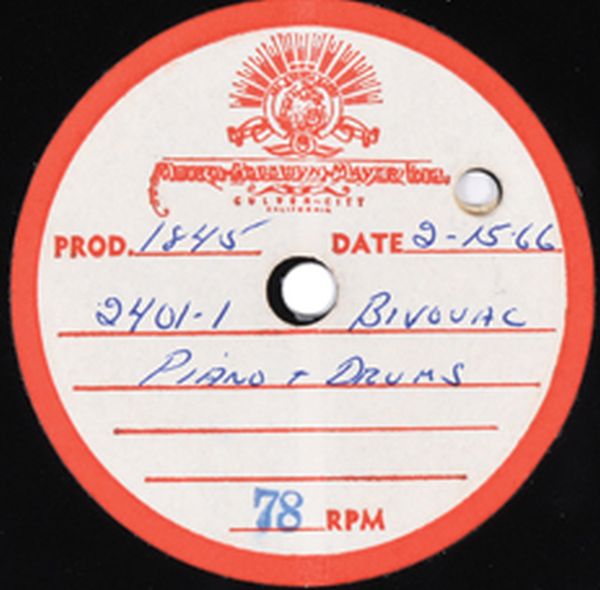 METRO-GOLDWYN-MAYER INC.
CULVER-CITY
CALIFORNIA
PROD. 1845 DATE 2-15-66
2401-1 BIVOUAC
PIANO + DRUMS
78 RPM